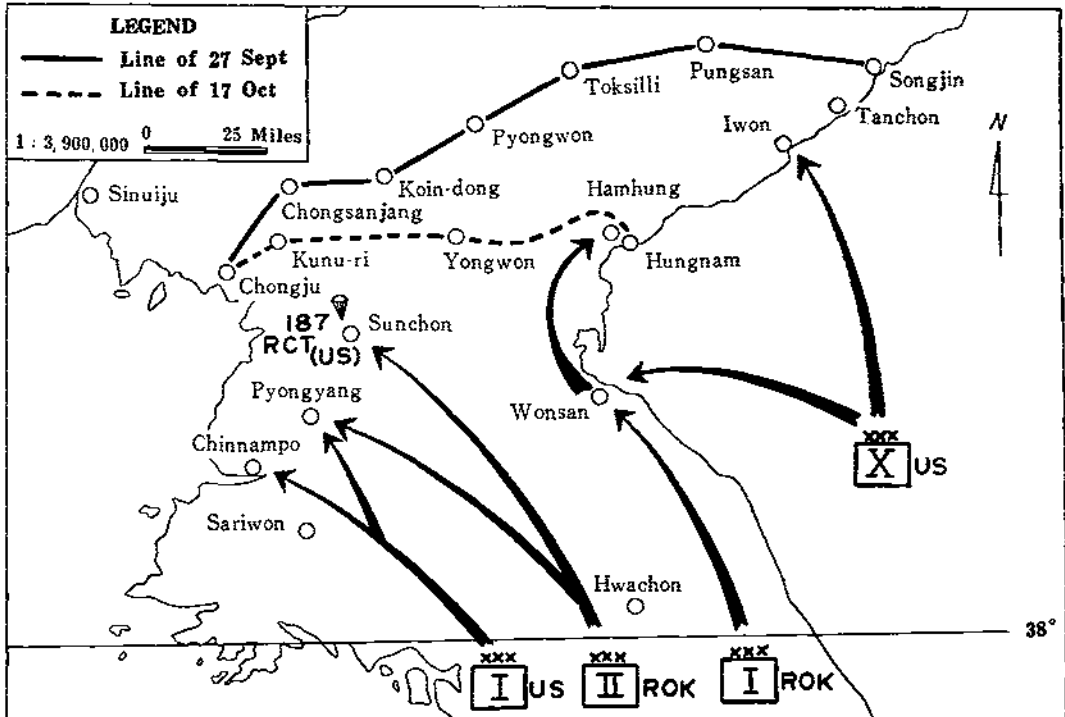 LEGEND
Line of 27 Sept
Line of 17 Oct
1 : 3,900,000 0 25 Miles
Pungsan
Toksilli
Songjin
Tanchon
Iwon
Pyongwon
N
Sinuiju
Koin-dong
Hamhung
Chongsanjang
Kunu-ri
Yongwon
Hungnam
Chongju
187
RCT (US)
Sunchon
Pyongyang
Wonsan
Chinnampo
XXX
X US
Sariwon
Hwachon
38°
XXX
I US
XXX
II ROK
XXX
I ROK